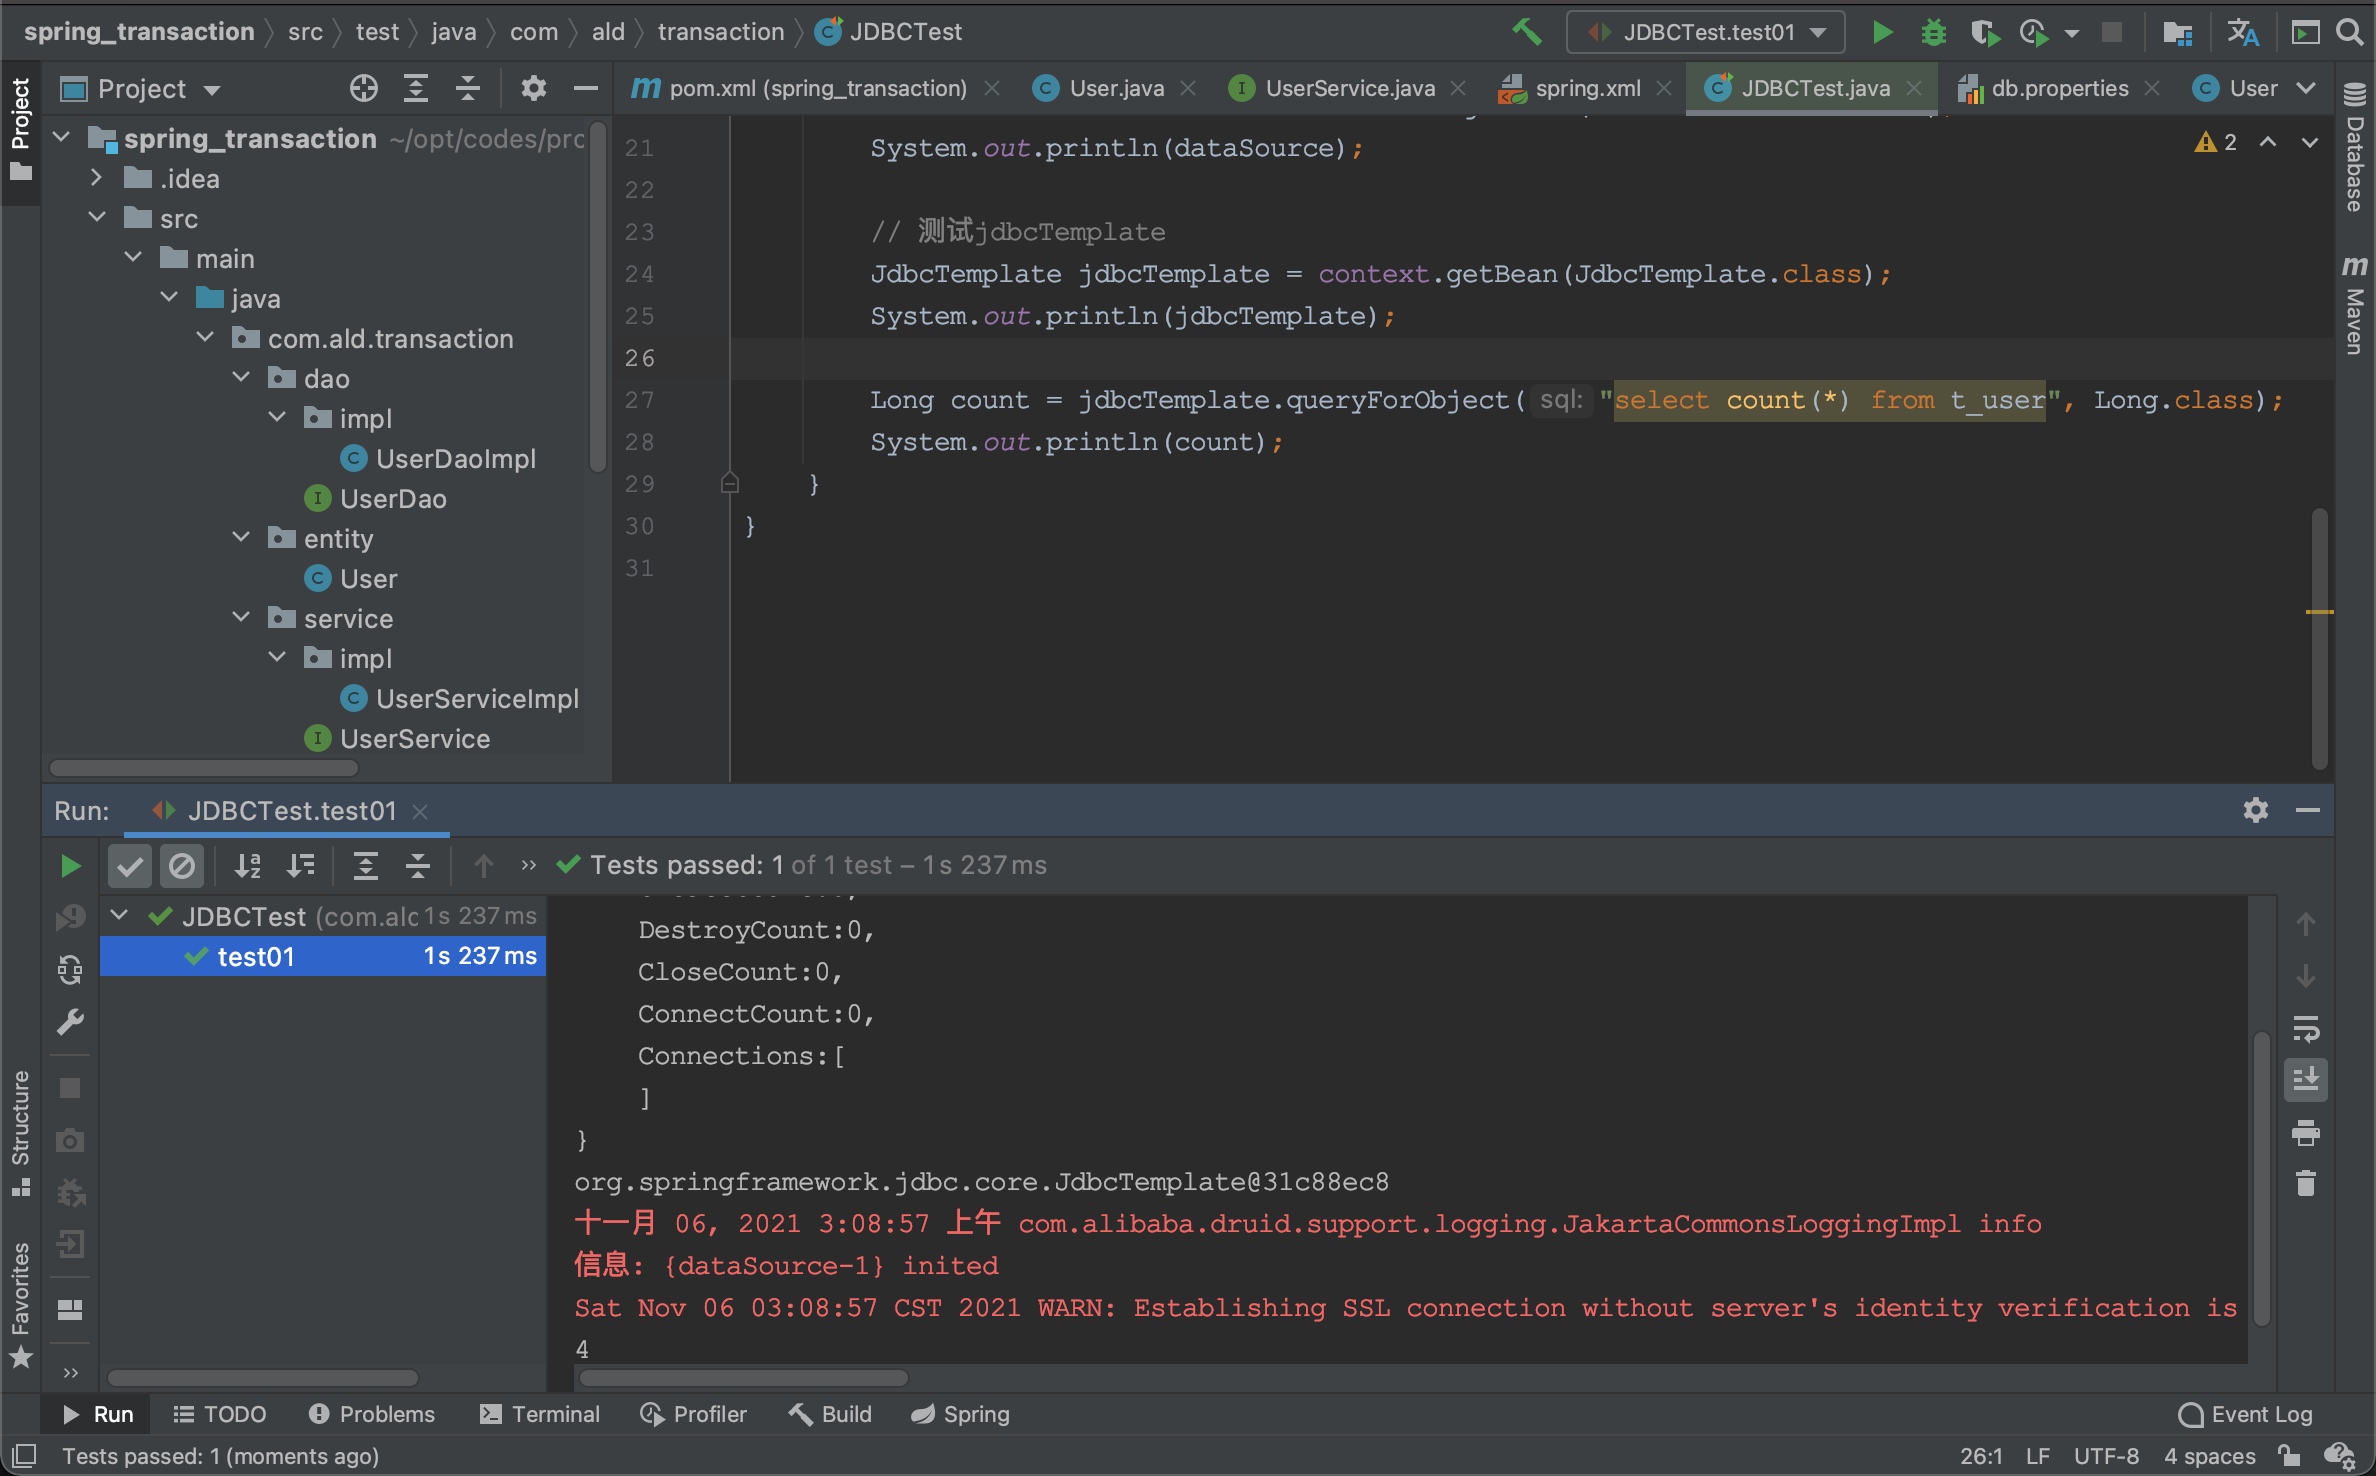 spring_transaction src test java com ald transaction JDBCTest
JDBCTest.test01
Project
pom.xml (spring_transaction)
User.java
UserService.java
spring.xml
JDBCTest.java
db.properties
User
Project
spring_transaction ~/opt/codes/prc
.idea
src
main
java
com.ald.transaction
dao
impl
UserDaoImpl
UserDao
entity
User
service
impl
UserServiceImpl
UserService
2
21 System.out.println(dataSource);
22
23 // 测试jdbcTemplate
24 JdbcTemplate jdbcTemplate = context.getBean(JdbcTemplate.class);
25 System.out.println(jdbcTemplate);
26
27 Long count = jdbcTemplate.queryForObject( sql: "select count(*) from t_user", Long.class);
28 System.out.println(count);
29 }
30 }
31
Database
Maven
Run: JDBCTest.test01
Tests passed: 1 of 1 test – 1 s 237 ms
JDBCTest (com.alc 1 s 237 ms
test01 1 s 237 ms
DestroyCount:0,
CloseCount:0,
ConnectCount:0,
Connections:[
]
}
org.springframework.jdbc.core.JdbcTemplate@31c88ec8
十一月 06, 2021 3:08:57 上午 com.alibaba.druid.support.logging.JakartaCommonsLoggingImpl info
信息: {dataSource-1} inited
Sat Nov 06 03:08:57 CST 2021 WARN: Establishing SSL connection without server's identity verification is
4
Structure
Favorites
Run
TODO
Problems
Terminal
Profiler
Build
Spring
Event Log
Tests passed: 1 (moments ago)
26:1 LF UTF-8 4 spaces